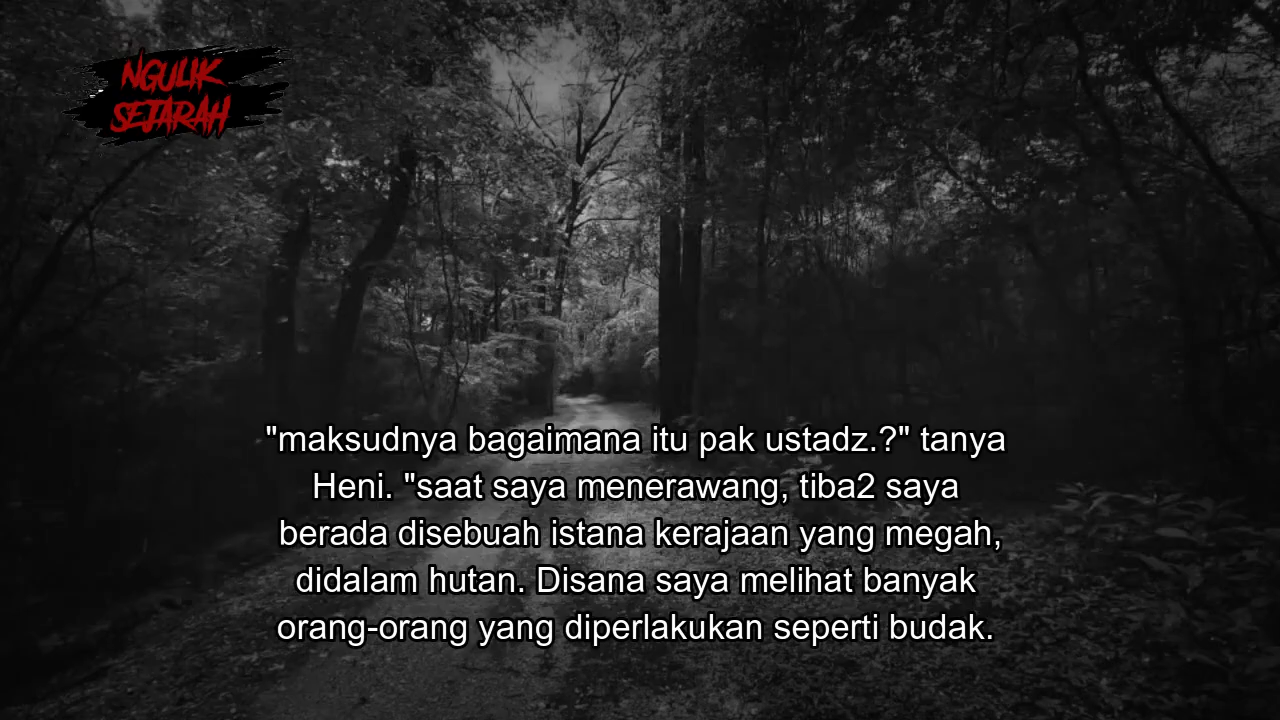 NGULIK
SEJARAH
"maksudnya bagaimana itu pak ustadz.?" tanya
Heni. "saat saya menerawang, tiba2 saya
berada disebuah istana kerajaan yang megah,
didalam hutan. Disana saya melihat banyak
orang-orang yang diperlakukan seperti budak.